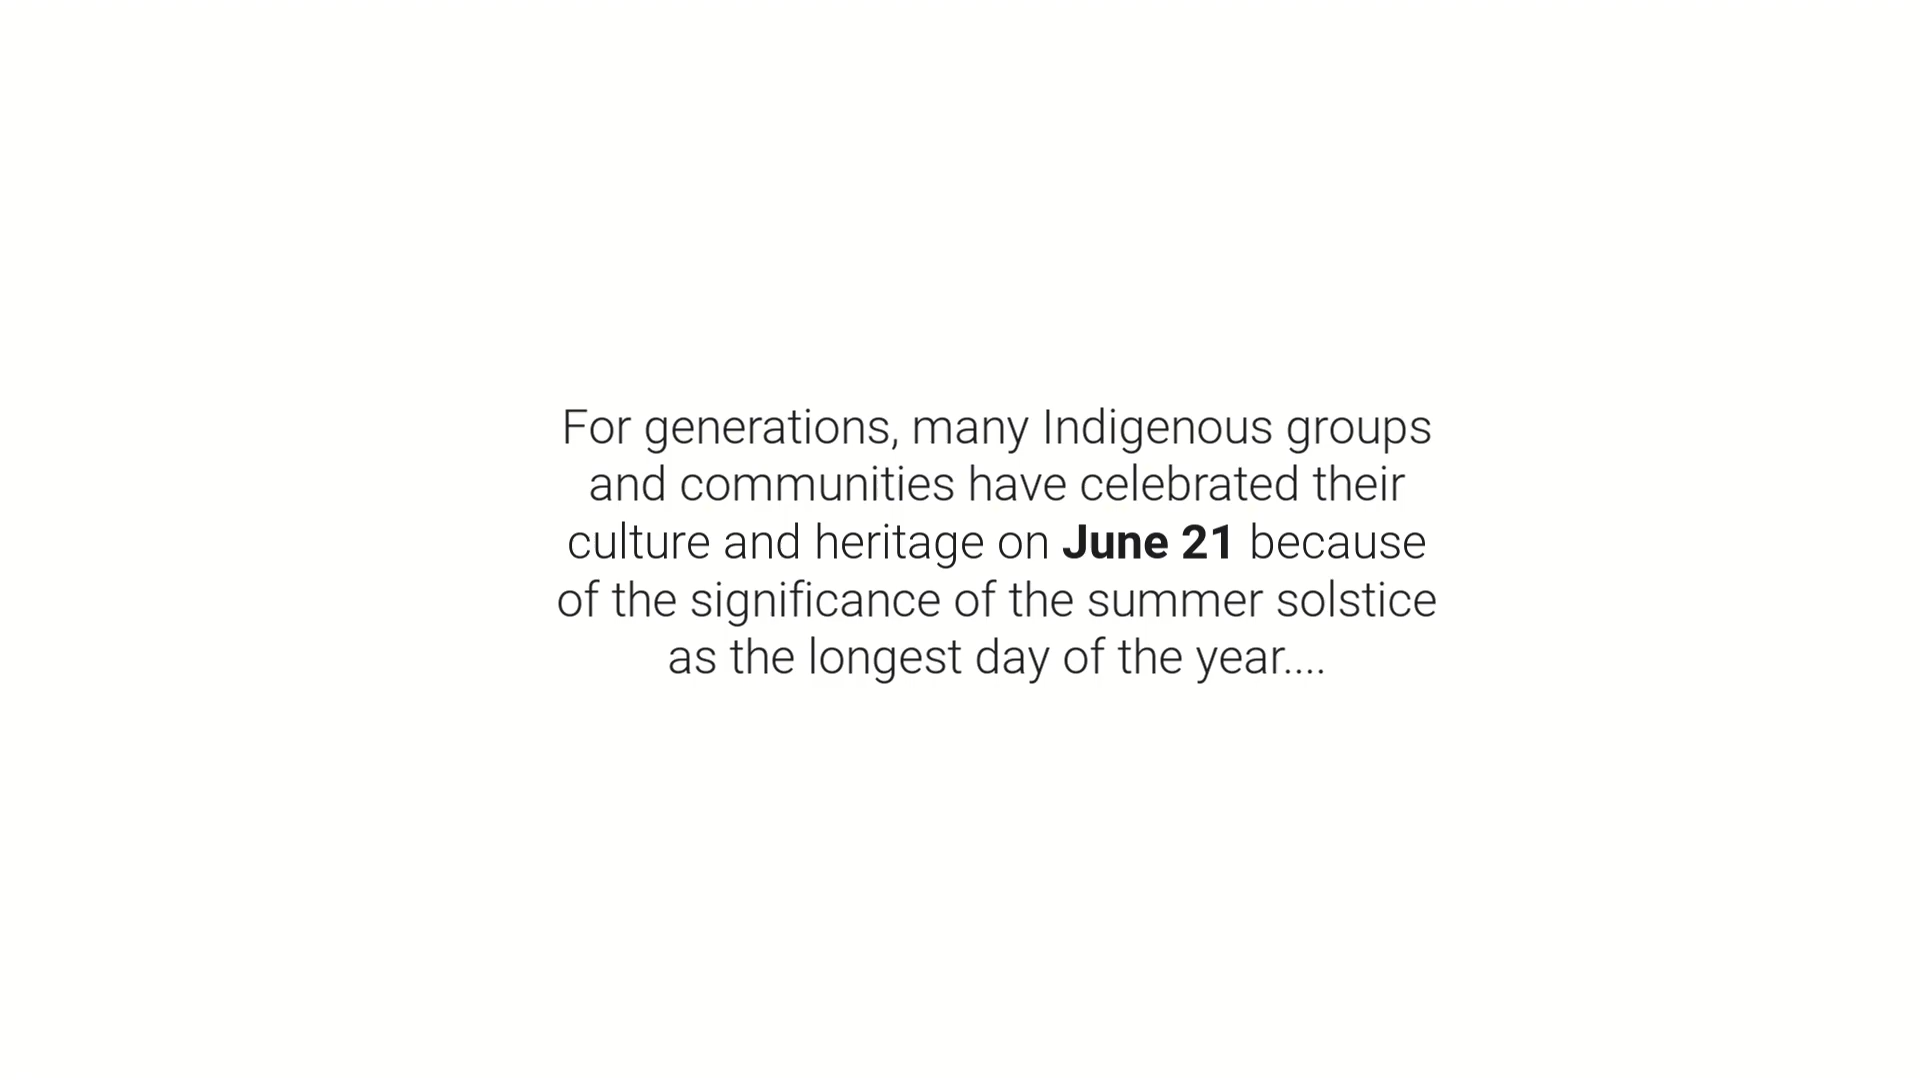 For generations, many Indigenous groups
and communities have celebrated their
culture and heritage on June 21 because
of the significance of the summer solstice
as the longest day of the year....